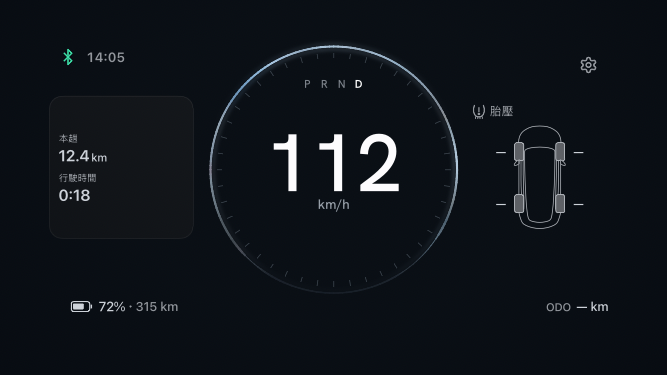 14:05
P R N D
胎壓
本趟
12.4 km
行駛時間
0:18
112
km/h
— —
— —
72% · 315 km
ODO — km